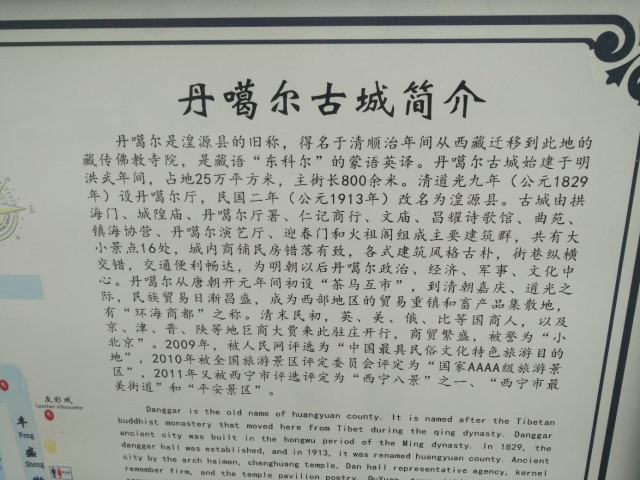 丹噶尔古城简介
丹噶尔是湟源县的旧称，得名于清顺治年间从西藏迁移到此地的
藏传佛教寺院，是藏语“东科尔”的蒙语英译。丹噶尔古城始建于明
洪武年间，占地25万平方米，主街长800余米。清道光九年（公元1829
年）设丹噶尔厅，民国二年（公元1913年）改名为湟源县。古城由拱
海门、城隍庙、丹噶尔厅署、仁记商行、文庙、昌耀诗歌馆、曲苑、
镇海协营、丹噶尔演艺厅、迎春门和火祖阁组成主要建筑群，共有大
小景点16处，城内商铺民房错落有致，各式建筑风格古朴，街巷纵横
交错，交通便利畅达，为明朝以后丹噶尔政治、经济、军事、文化中
心。丹噶尔从唐朝开元年间初设“茶马互市”，到清朝嘉庆、道光之
际，民族贸易日渐昌盛，成为西部地区的贸易重镇和畜产品集散地，
有“环海商都”之称。清末民初，英、美、俄、比等国商人，以及
京、津、晋、陕等地巨商大贾来此驻庄开行，商贸繁盛，被誉为“小
北京”。2009年，被人民网评选为“中国最具民俗文化特色旅游目的
地”，2010年被全国旅游景区评定委员会评定为“国家AAAA级旅游景
区”，2011年又被西宁市评选评定为“西宁八景”之一、“西宁市最
美街道”和“平安景区”。
Danggar is the old name of huangyuan county. It is named after the Tibetan
buddhist monastery that moved here from Tibet during the qing dynasty. Danggar
ancient city was built in the hongwu period of the Ming dynasty. In 1829, the
danggar hall was established, and in 1913, it was renamed huangyuan county. Ancient
city by the arch haimen, chenghuang temple, Dan hall representative agency, kernel
remember firm, and the temple pavilion poetry, QuYuan,
皮影城
Leather-silhouette
丰
Feng
盛
Sheng